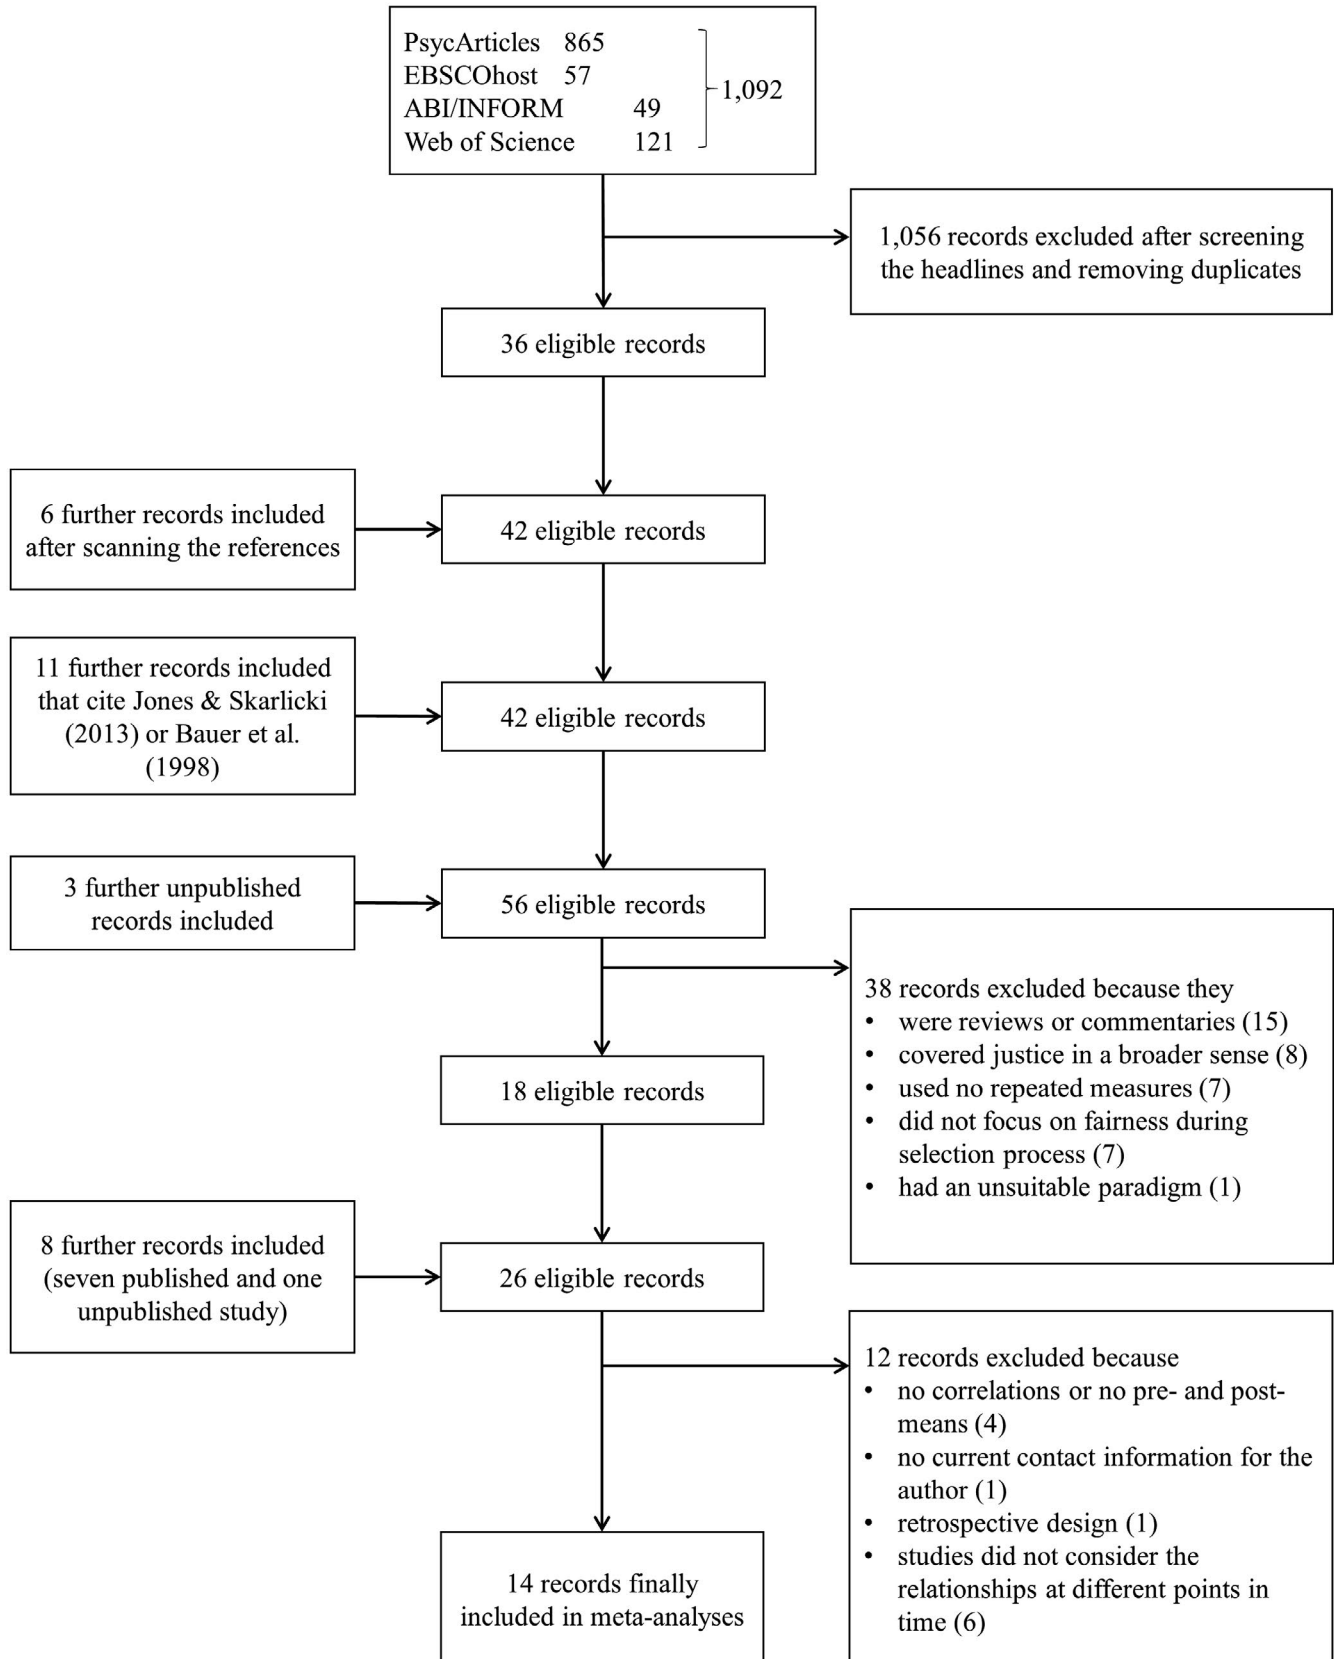 PsycArticles 865
EBSCOhost 57
ABI/INFORM 49
Web of Science 121
1,092
1,056 records excluded after screening
the headlines and removing duplicates
36 eligible records
6 further records included
after scanning the references
42 eligible records
11 further records included
that cite Jones & Skarlicki
(2013) or Bauer et al.
(1998)
42 eligible records
3 further unpublished
records included
56 eligible records
38 records excluded because they
• were reviews or commentaries (15)
• covered justice in a broader sense (8)
• used no repeated measures (7)
• did not focus on fairness during
selection process (7)
• had an unsuitable paradigm (1)
18 eligible records
8 further records included
(seven published and one
unpublished study)
26 eligible records
12 records excluded because
• no correlations or no pre- and post-
means (4)
• no current contact information for the
author (1)
• retrospective design (1)
• studies did not consider the
relationships at different points in
time (6)
14 records finally
included in meta-analyses